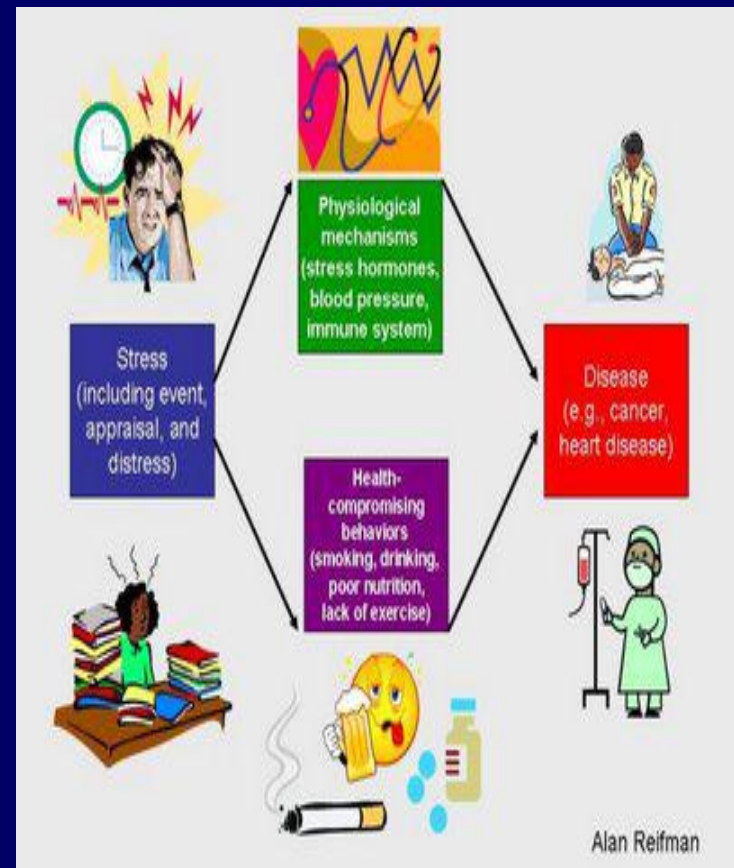 Physiological
mechanisms
(stress hormones,
blood pressure,
immune system)
Stress
(including event,
appraisal, and
distress)
Disease
(e.g., cancer,
heart disease)
Health-
compromising
behaviors
(smoking, drinking,
poor nutrition,
lack of exercise)
Alan Reifman